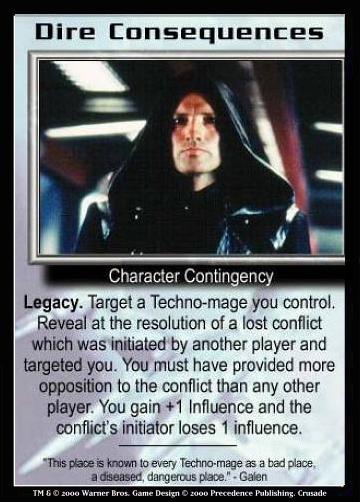 Dire Consequences
Character Contingency
Legacy. Target a Techno-mage you control.
Reveal at the resolution of a lost conflict
which was initiated by another player and
targeted you. You must have provided more
opposition to the conflict than any other
player. You gain +1 Influence and the
conflict's initiator loses 1 influence.
"This place is known to every Techno-mage as a bad place,
a diseased, dangerous place." - Galen
TM & © 2000 Warner Bros. Game Design © 2000 Precedence Publishing. Crusade